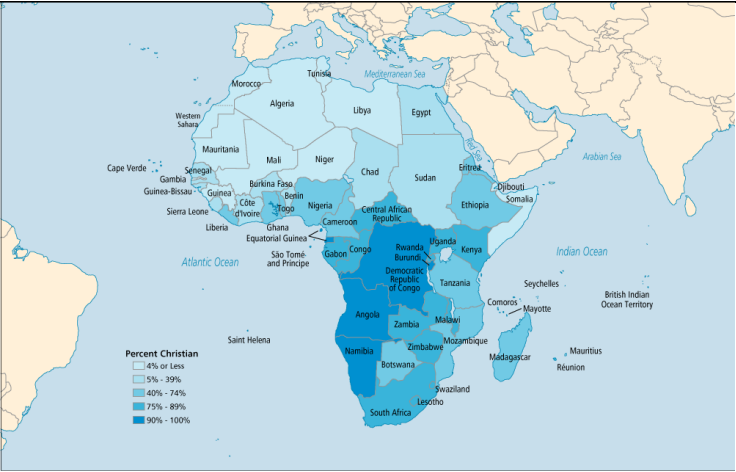 Mediterranean Sea
Tunisia
Morocco
Algeria
Libya
Egypt
Western
Sahara
Mauritania
Mali
Niger
Chad
Sudan
Eritrea
Red Sea
Arabian Sea
Cape Verde
Senegal
Gambia
Guinea-Bissau
Guinea
Burkina Faso
Benin
Djibouti
Somalia
Sierra Leone
Côte
d'Ivoire
Togo
Nigeria
Central African
Republic
Ethiopia
Liberia
Ghana
Cameroon
Equatorial Guinea
Gabon
Congo
Rwanda
Burundi
Uganda
Kenya
Atlantic Ocean
São Tomé
and Principe
Democratic
Republic
of Congo
Tanzania
Indian Ocean
Seychelles
British Indian
Ocean Territory
Comoros
Mayotte
Angola
Zambia
Malawi
Saint Helena
Zimbabwe
Mozambique
Madagascar
Mauritius
Réunion
Namibia
Botswana
Swaziland
Lesotho
South Africa
Percent Christian
4% or Less
5% - 39%
40% - 74%
75% - 89%
90% - 100%